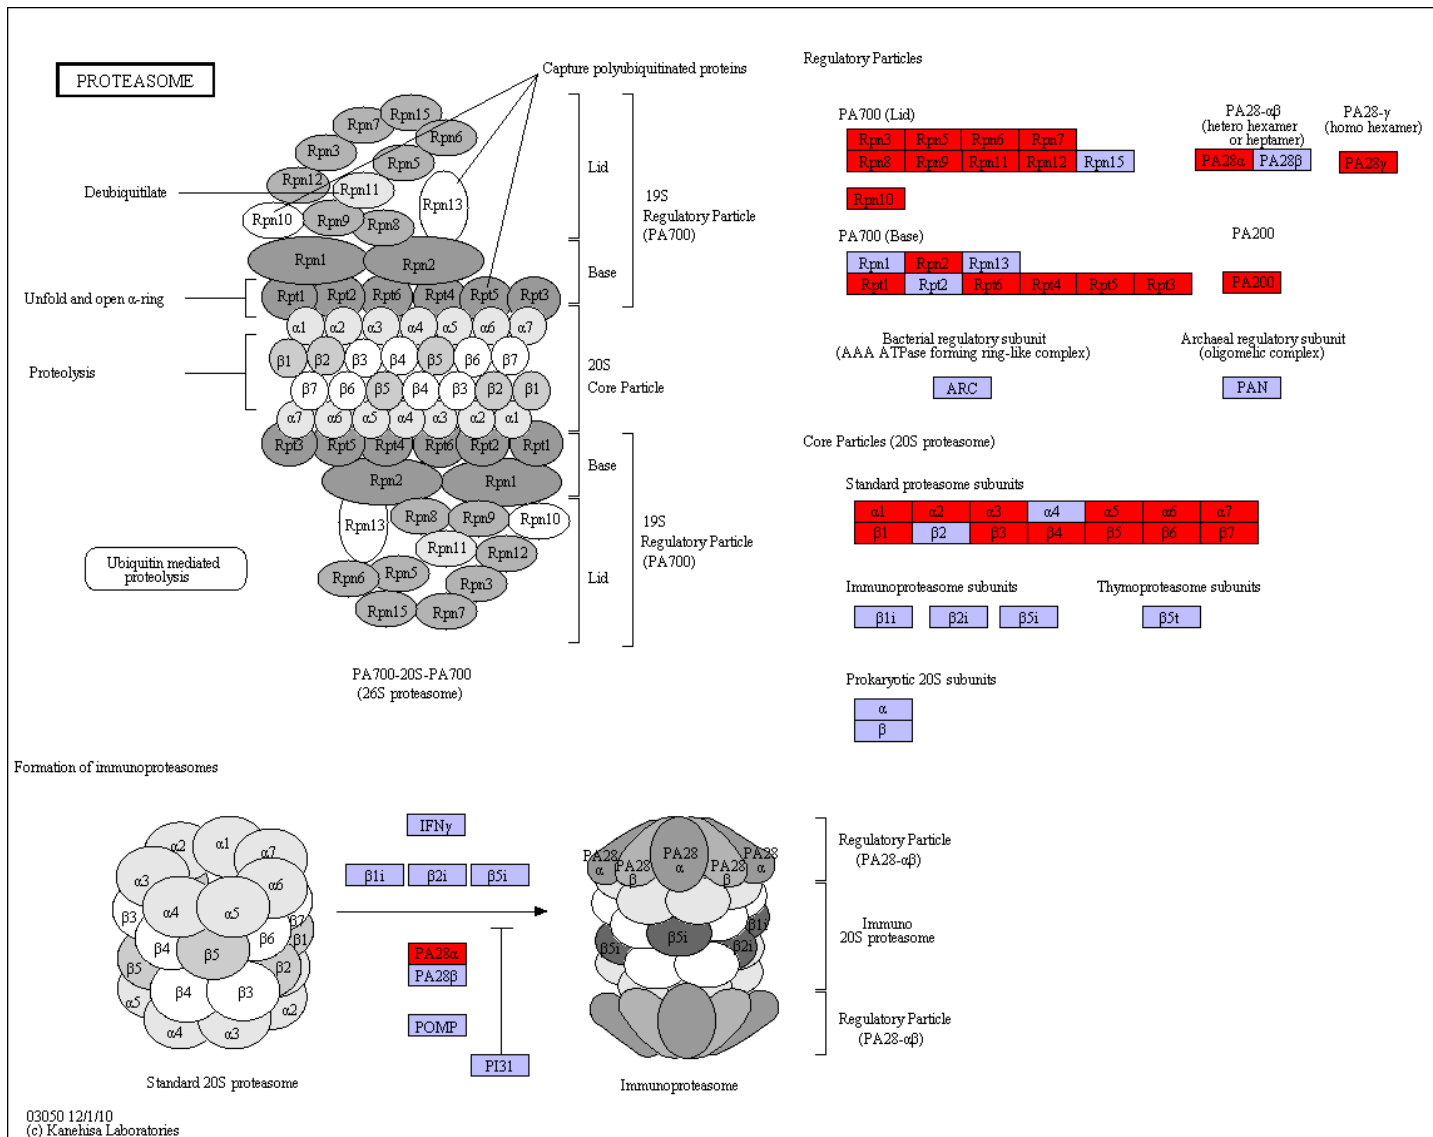 PROTEASOME
Capture polyubiquitinated proteins
Rpn15
Rpn7
Rpn6
Rpn3
Rpn5
Rpn12
Rpn11
Deubiquitilate
Rpn10
Rpn9
Rpn8
Rpn13
Lid
19S
Regulatory Particle
(PA700)
Rpn1
Rpn2
Base
Unfold and open α-ring
Rpt1 Rpt2 Rpt6 Rpt4 Rpt5 Rpt3
α1 α2 α3 α4 α5 α6 α7
β1 β2 β3 β4 β5 β6 β7
Proteolysis
20S
Core Particle
β7 β6 β5 β4 β3 β2 β1
α7 α6 α5 α4 α3 α2 α1
Rpt3 Rpt5 Rpt4 Rpt6 Rpt2 Rpt1
Rpn2 Rpn1
Base
Rpn13 Rpn8 Rpn9 Rpn10
19S
Regulatory Particle
(PA700)
Rpn11 Rpn12
Rpn6 Rpn5 Rpn3
Lid
Rpn15 Rpn7
Ubiquitin mediated
proteolysis
PA700-20S-PA700
(26S proteasome)
Regulatory Particles
PA700 (Lid)
Rpn3 Rpn5 Rpn6 Rpn7
Rpn8 Rpn9 Rpn11 Rpn12 Rpn15
Rpn10
PA28-αβ
(hetero hexamer
or heptamer)
PA28α PA28β
PA28-γ
(homo hexamer)
PA28γ
PA700 (Base)
Rpn1 Rpn2 Rpn13
Rpt1 Rpt2 Rpt6 Rpt4 Rpt5 Rpt3
PA200
PA200
Bacterial regulatory subunit
(AAA ATPase forming ring-like complex)
ARC
Archaeal regulatory subunit
(oligomelic complex)
PAN
Core Particles (20S proteasome)
Standard proteasome subunits
α1 α2 α3 α4 α5 α6 α7
β1 β2 β3 β4 β5 β6 β7
Immunoproteasome subunits
β1i β2i β5i
Thymoproteasome subunits
β5t
Prokaryotic 20S subunits
α
β
Formation of immunoproteasomes
α1
α2 α7
α3 α6
α4 α5
β3 β7
β4 β6 β1
β5
β5 β2
β4 β3
α5 α2
α4 α3
Standard 20S proteasome
IFNγ
β1i β2i β5i
PA28α
PA28β
POMP
PI31
PA28 α
PA28 β
PA28 α
PA28 β
PA28 α
β1i
β5i β5i β2i
Immunoproteasome
Regulatory Particle
(PA28-αβ)
Immuno
20S proteasome
Regulatory Particle
(PA28-αβ)
03050 12/1/10
(c) Kanehisa Laboratories